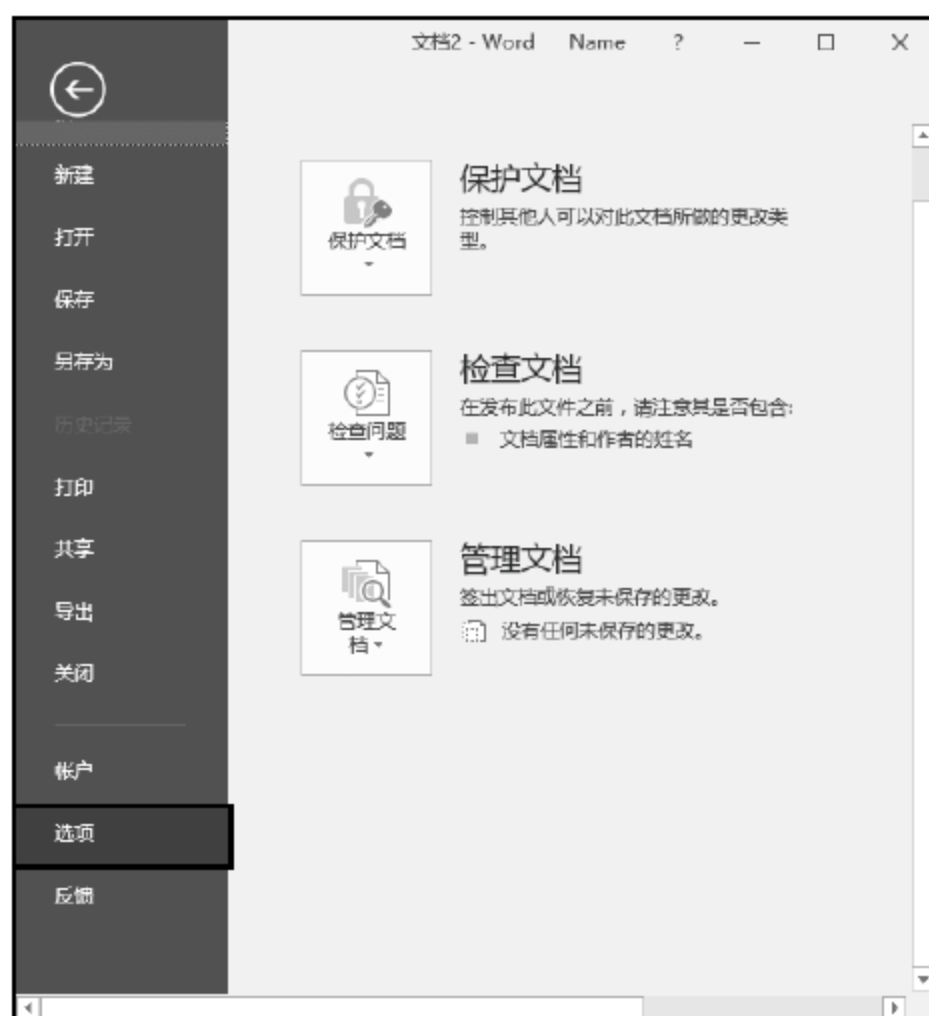 文档2 - Word Name ?
新建
打开
保存
另存为
历史记录
打印
共享
导出
关闭
帐户
选项
反馈
保护文档
保护文档
控制其他人可以对此文档所做的更改类
型。
检查问题
检查文档
在发布此文件之前，请注意其是否包含:
文档属性和作者的姓名
管理文
档
管理文档
签出文档或恢复未保存的更改。
没有任何未保存的更改。